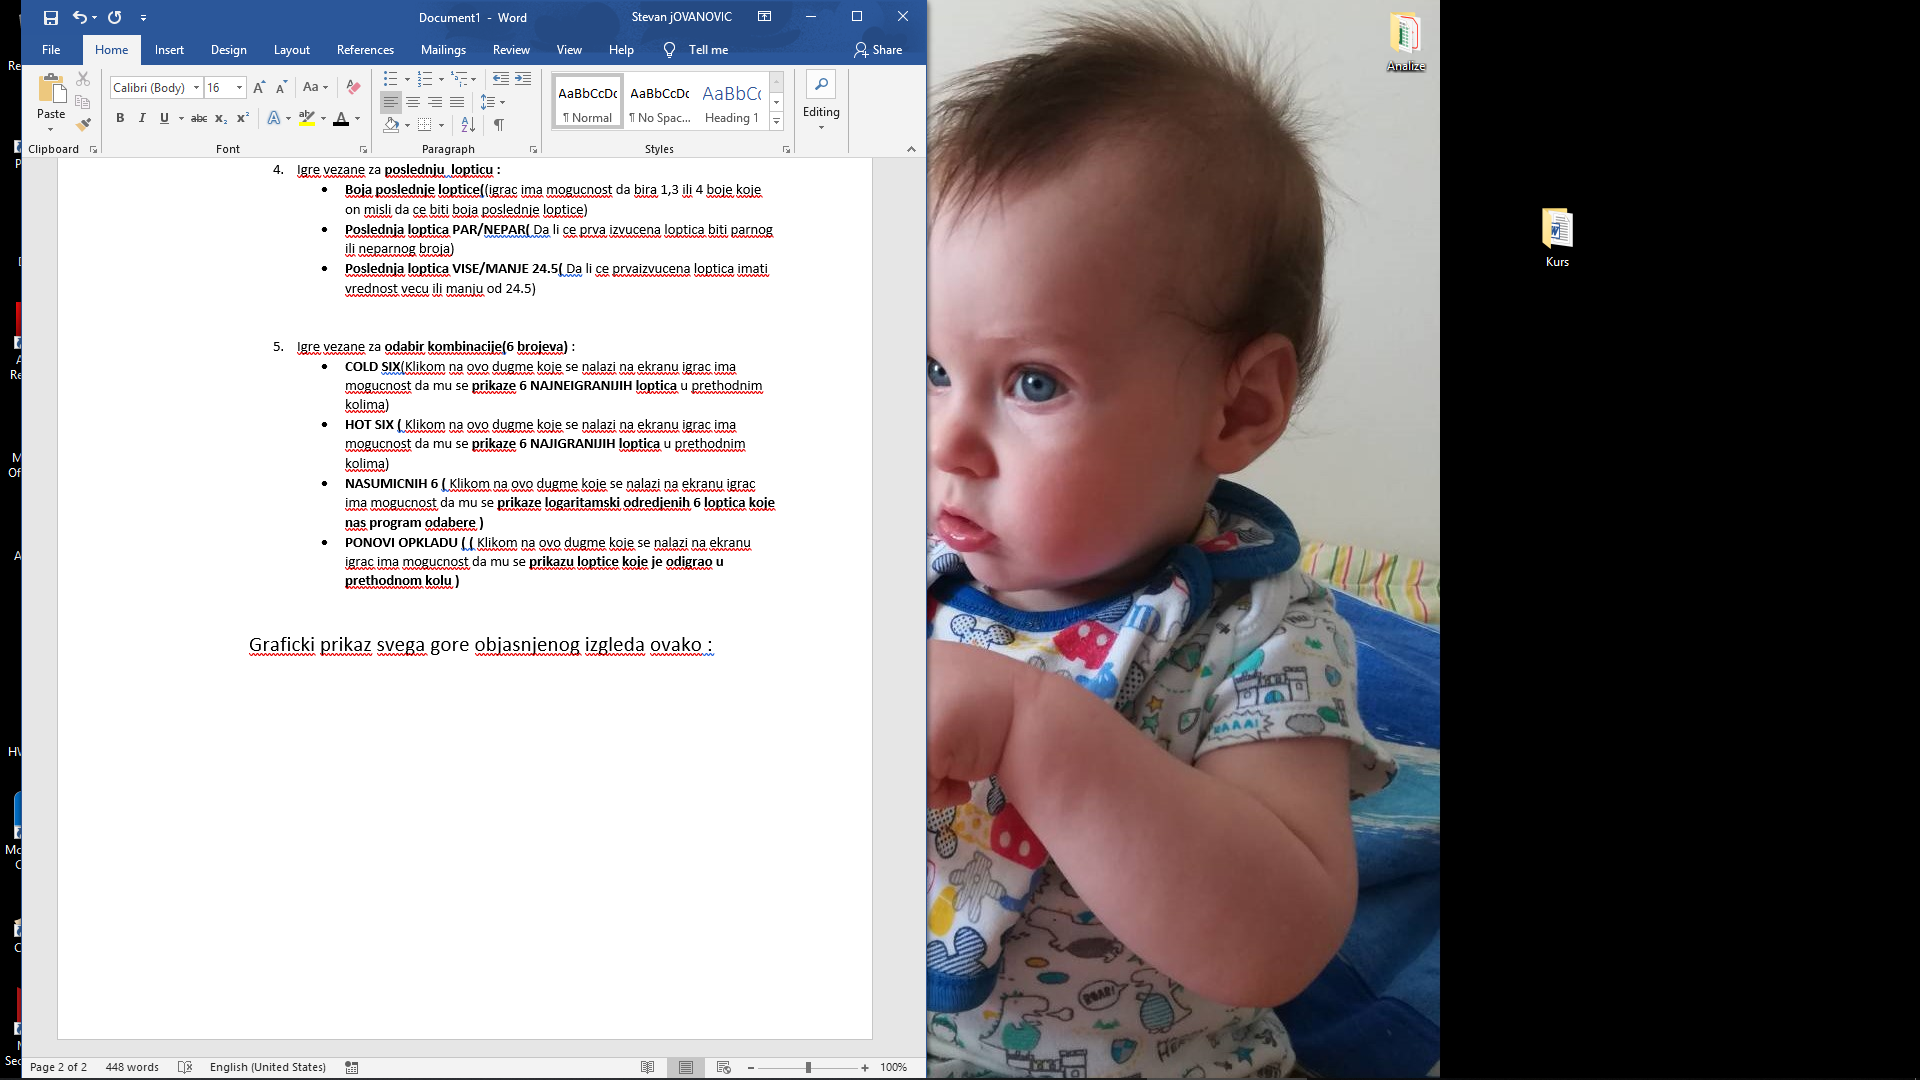 Document1 - Word
Stevan jOVANOVIC
File Home Insert Design Layout References Mailings Review View Help Tell me Share
Paste
Calibri (Body) 16
AaBbCcDc AaBbCcDc AaBbCc
¶ Normal ¶ No Spac... Heading 1
Editing
Clipboard Font Paragraph Styles
4. Igre vezane za poslednju lopticu :
• Boja poslednje loptice((igrac ima mogucnost da bira 1,3 ili 4 boje koje
on misli da ce biti boja poslednje loptice)
• Poslednja loptica PAR/NEPAR( Da li ce prva izvucena loptica biti parnog
ili neparnog broja)
• Poslednja loptica VISE/MANJE 24.5( Da li ce prvaizvucena loptica imati
vrednost vecu ili manju od 24.5)
5. Igre vezane za odabir kombinacije(6 brojeva) :
• COLD SIX(Klikom na ovo dugme koje se nalazi na ekranu igrac ima
mogucnost da mu se prikaze 6 NAJNEIGRANIJIH loptica u prethodnim
kolima)
• HOT SIX ( Klikom na ovo dugme koje se nalazi na ekranu igrac ima
mogucnost da mu se prikaze 6 NAJIGRANIJIH loptica u prethodnim
kolima)
• NASUMICNIH 6 ( Klikom na ovo dugme koje se nalazi na ekranu igrac
ima mogucnost da mu se prikaze logaritamski odredjenih 6 loptica koje
nas program odabere )
• PONOVI OPKLADU ( ( Klikom na ovo dugme koje se nalazi na ekranu
igrac ima mogucnost da mu se prikazu loptice koje je odigrao u
prethodnom kolu )
Graficki prikaz svega gore objasnjenog izgleda ovako :
Page 2 of 2 448 words English (United States) 100%
Analize
Kurs
ROAR!